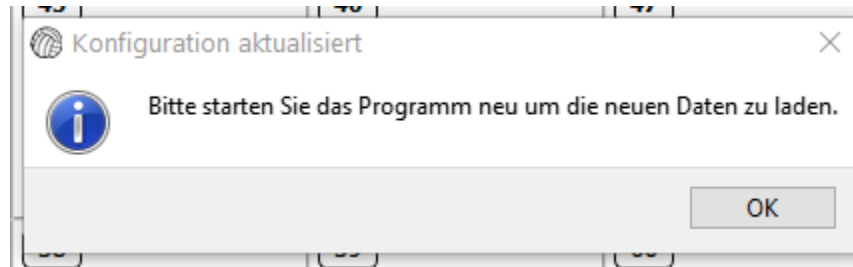 Konfiguration aktualisiert
Bitte starten Sie das Programm neu um die neuen Daten zu laden.
OK